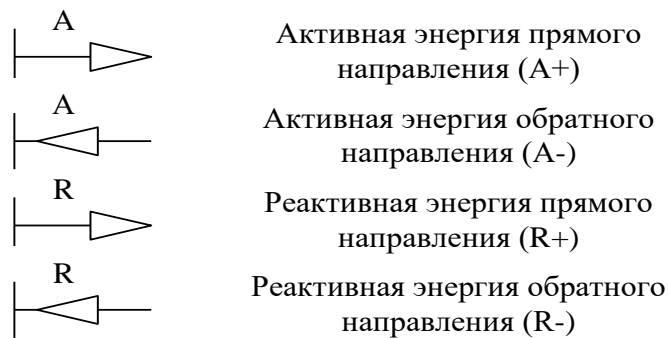 A
Активная энергия прямого
направления (A+)
A
Активная энергия обратного
направления (A-)
R
Реактивная энергия прямого
направления (R+)
R
Реактивная энергия обратного
направления (R-)